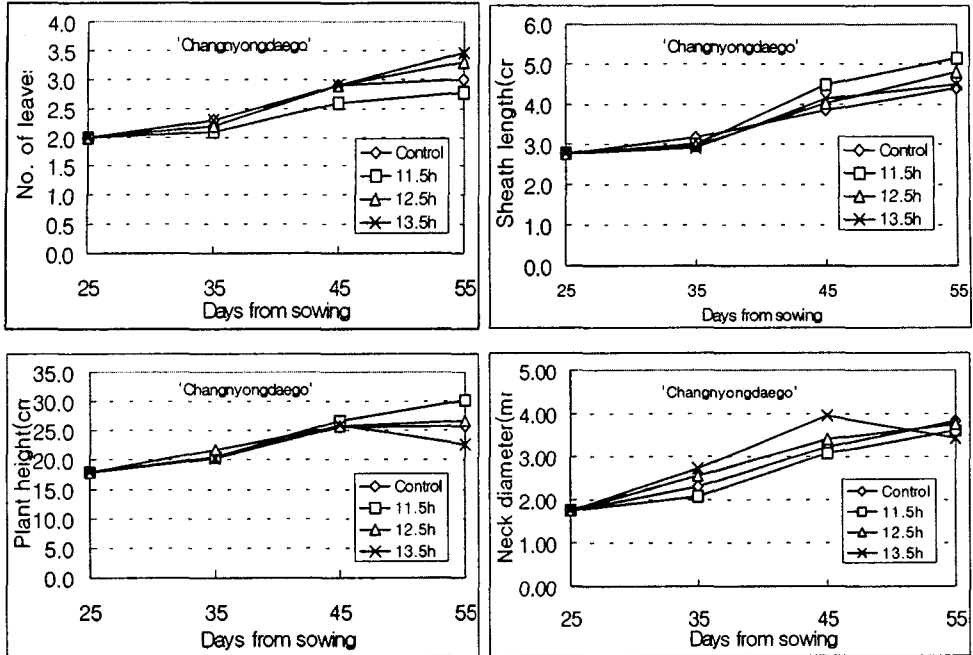 'Changnyongdaego'
No. of leaves
4.0
3.5
3.0
2.5
2.0
1.5
1.0
0.5
0.0
Control
11.5h
12.5h
13.5h
25 35 45 55
Days from sowing
'Changnyongdaego'
Sheath length(cr
6.0
5.0
4.0
3.0
2.0
1.0
0.0
Control
11.5h
12.5h
13.5h
25 35 45 55
Days from sowing
'Changnyongdaego'
Plant height(cm
35.0
30.0
25.0
20.0
15.0
10.0
5.0
0.0
Control
11.5h
12.5h
13.5h
25 35 45 55
Days from sowing
'Changnyongdaego'
Neck diameter(mr
5.00
4.00
3.00
2.00
1.00
0.00
Control
11.5h
12.5h
13.5h
25 35 45 55
Days from sowing